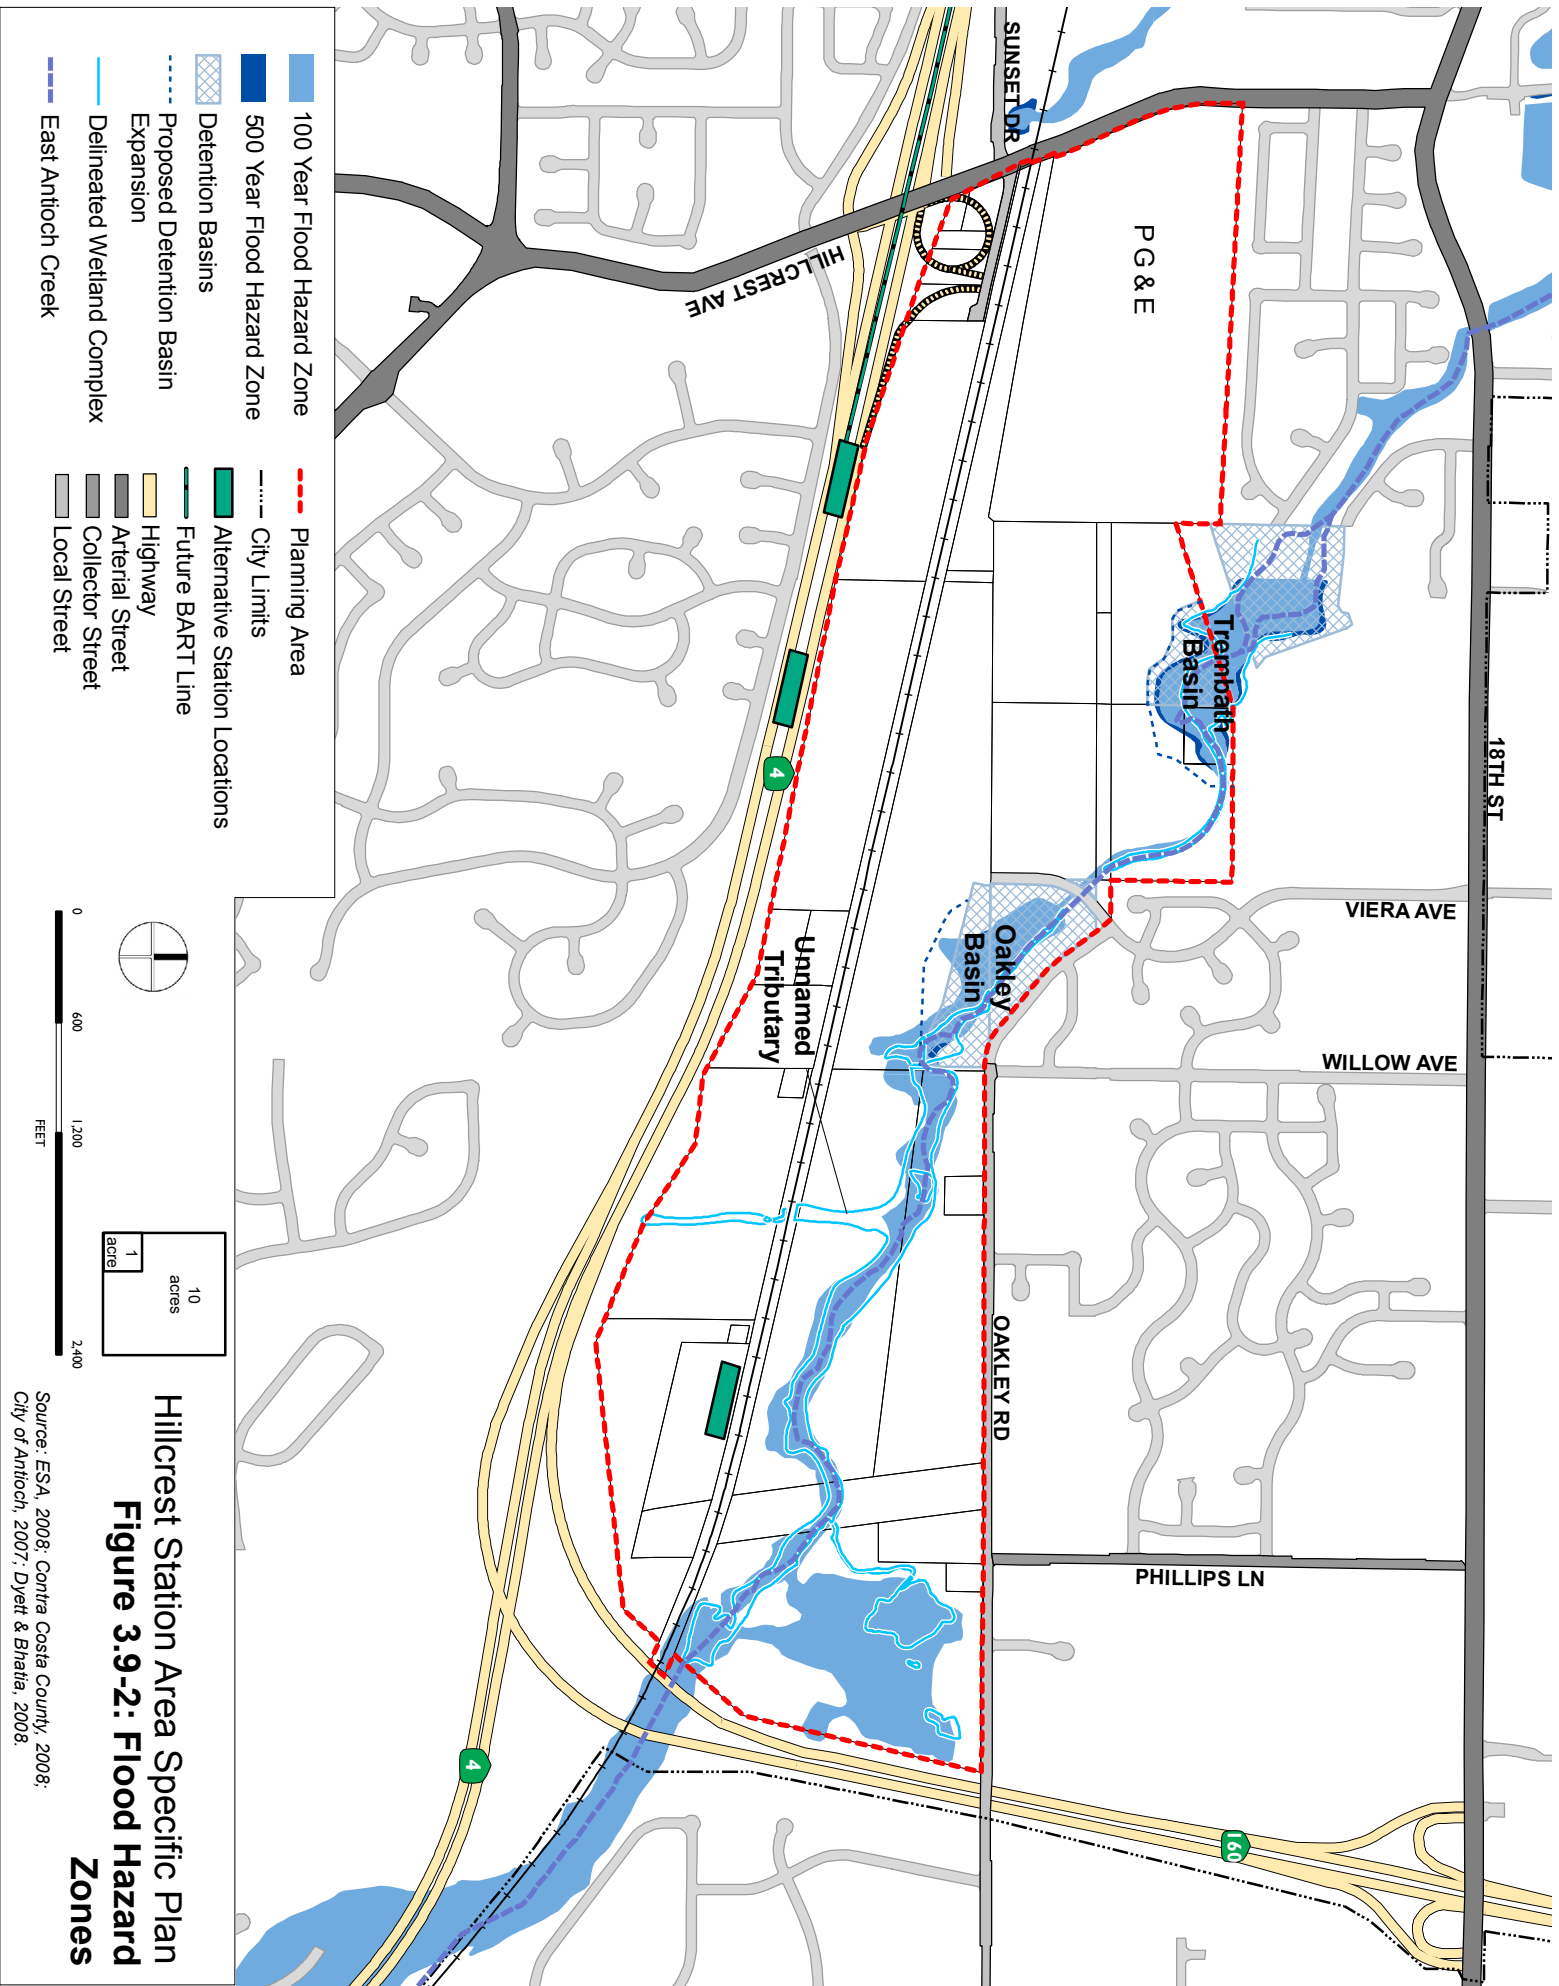 SUNSET DR
HILLCREST AVE
PG&E
18TH ST
Trembath
Basin
VIERA AVE
Oakley
Basin
WILLOW AVE
Unnamed
Tributary
OAKLEY RD
PHILLIPS LN
4
4
160
100 Year Flood Hazard Zone
500 Year Flood Hazard Zone
Detention Basins
Proposed Detention Basin
Expansion
Delineated Wetland Complex
East Antioch Creek
Planning Area
City Limits
Alternative Station Locations
Future BART Line
Highway
Arterial Street
Collector Street
Local Street
0 600 1,200 2,400
FEET
10
acres
1
acre
Hillcrest Station Area Specific Plan
Figure 3.9-2: Flood Hazard
Zones
Source: ESA, 2008; Contra Costa County, 2008;
City of Antioch, 2007; Dyett & Bhatia, 2008.